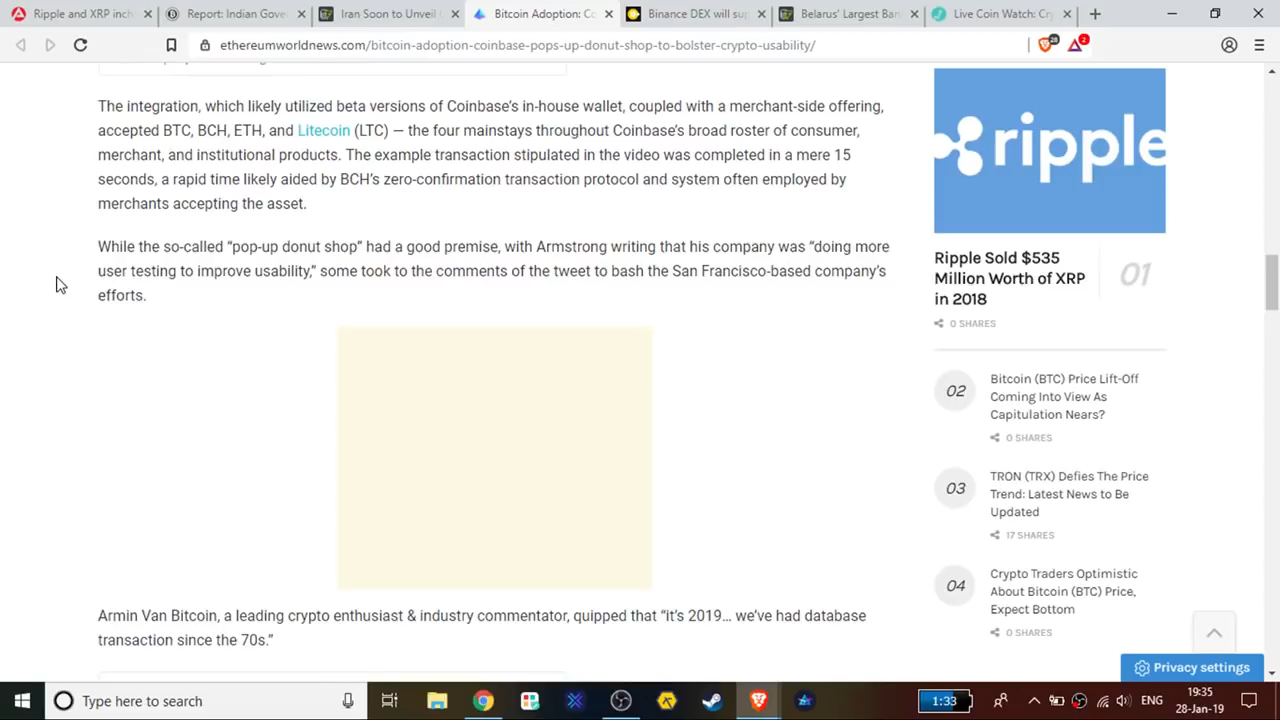 Ripple and XRP inch
Report: Indian Gove
Iran Soon to Unveil
Bitcoin Adoption: Co
Binance DEX will sup
Belarus' Largest Ban
Live Coin Watch: Cry
28
2
ethereumworldnews.com/bitcoin-adoption-coinbase-pops-up-donut-shop-to-bolster-crypto-usability/
The integration, which likely utilized beta versions of Coinbase's in-house wallet, coupled with a merchant-side offering,
accepted BTC, BCH, ETH, and Litecoin (LTC) — the four mainstays throughout Coinbase's broad roster of consumer,
merchant, and institutional products. The example transaction stipulated in the video was completed in a mere 15
seconds, a rapid time likely aided by BCH's zero-confirmation transaction protocol and system often employed by
merchants accepting the asset.
While the so-called “pop-up donut shop” had a good premise, with Armstrong writing that his company was “doing more
user testing to improve usability,” some took to the comments of the tweet to bash the San Francisco-based company's
efforts.
Armin Van Bitcoin, a leading crypto enthusiast & industry commentator, quipped that “it's 2019… we've had database
transaction since the 70s.”
ripple
Ripple Sold $535
Million Worth of XRP
in 2018
01
0 SHARES
02
Bitcoin (BTC) Price Lift-Off
Coming Into View As
Capitulation Nears?
0 SHARES
03
TRON (TRX) Defies The Price
Trend: Latest News to Be
Updated
17 SHARES
04
Crypto Traders Optimistic
About Bitcoin (BTC) Price,
Expect Bottom
0 SHARES
Privacy settings
Type here to search
1:33
ENG
19:35
28-Jan-19